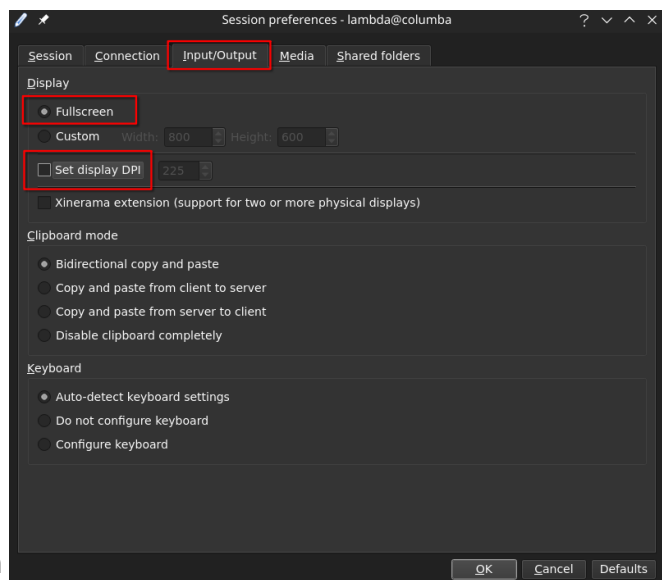 Session preferences - lambda@columba
Session Connection Input/Output Media Shared folders
Display
Fullscreen
Custom Width: 800 Height: 600
Set display DPI 225
Xinerama extension (support for two or more physical displays)
Clipboard mode
Bidirectional copy and paste
Copy and paste from client to server
Copy and paste from server to client
Disable clipboard completely
Keyboard
Auto-detect keyboard settings
Do not configure keyboard
Configure keyboard
OK Cancel Defaults